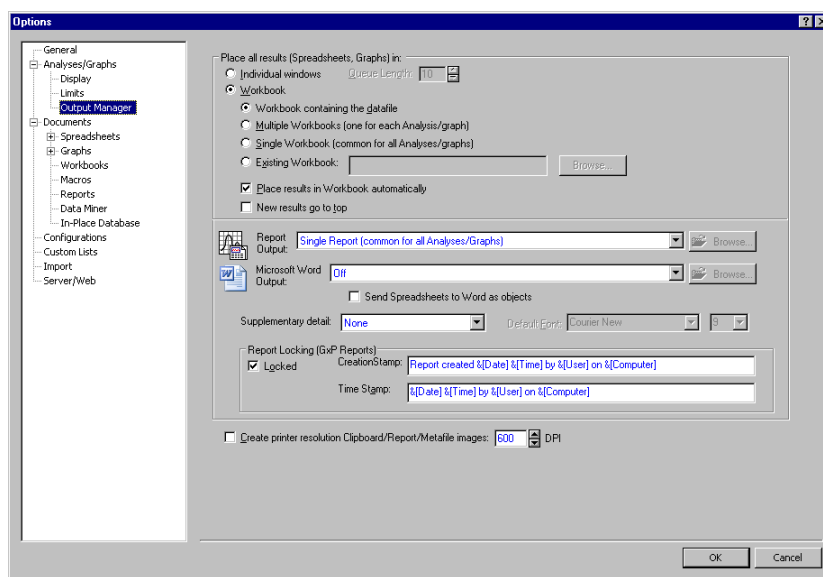 Options
General
Analyses/Graphs
Display
Limits
Output Manager
Documents
Spreadsheets
Graphs
Workbooks
Macros
Reports
Data Miner
In-Place Database
Configurations
Custom Lists
Import
Server/Web
Place all results (Spreadsheets, Graphs) in:
Individual windows Queue Length: 10
Workbook
Workbook containing the datafile
Multiple Workbooks (one for each Analysis/graph)
Single Workbook (common for all Analyses/graphs)
Existing Workbook: Browse...
Place results in Workbook automatically
New results go to top
Report Output: Single Report (common for all Analyses/Graphs) Browse...
Microsoft Word Output: Off Browse...
Send Spreadsheets to Word as objects
Supplementary detail: None Default Font: Courier New 9
Report Locking (GxP Reports)
Locked CreationStamp: Report created &[Date] &[Time] by &[User] on &[Computer]
Time Stamp: &[Date] &[Time] by &[User] on &[Computer]
Create printer resolution Clipboard/Report/Metafile images: 600 DPI
OK Cancel